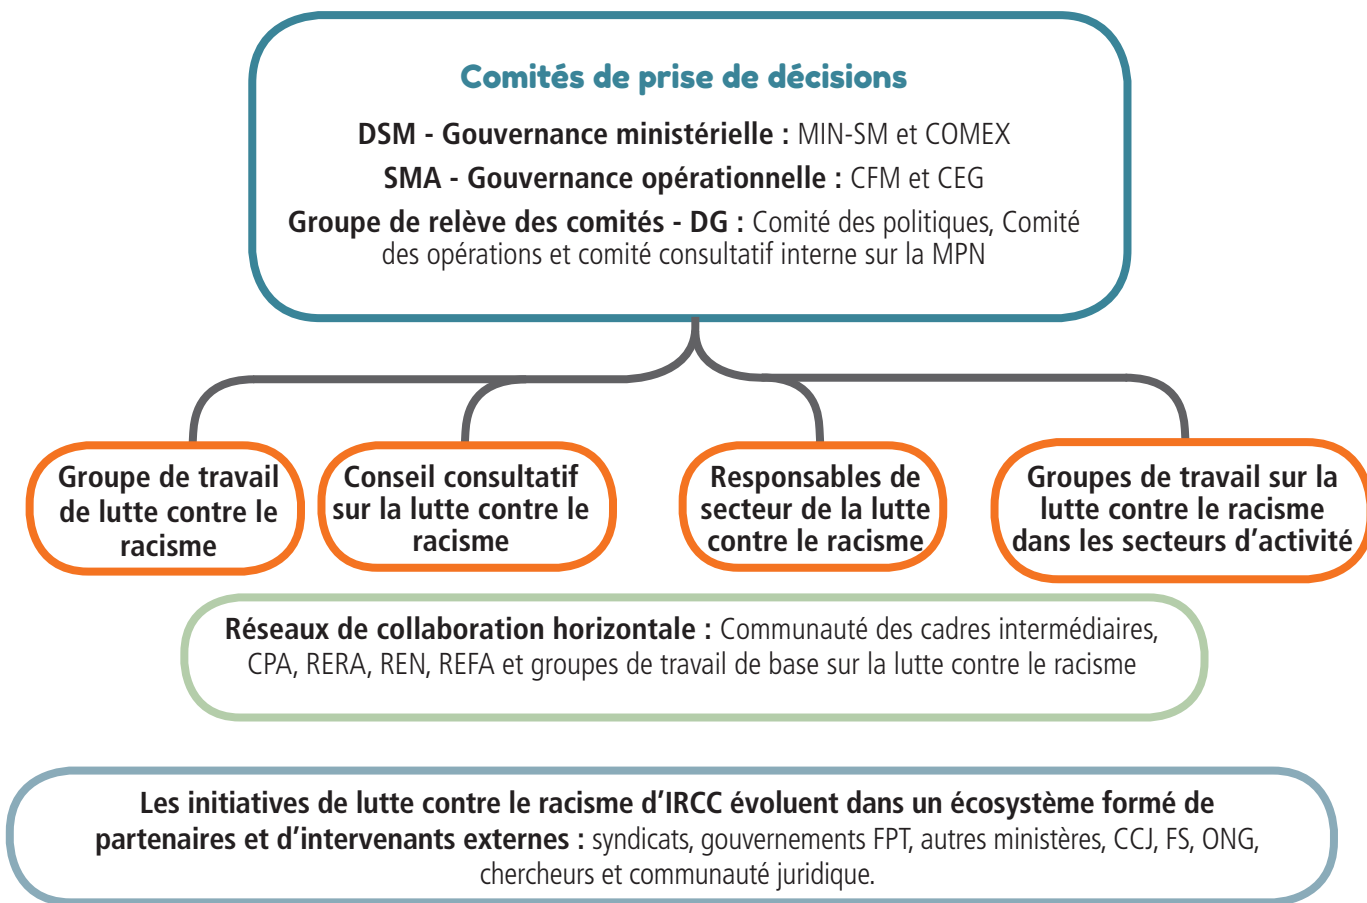 Comités de prise de décisions
DSM - Gouvernance ministérielle : MIN-SM et COMEX
SMA - Gouvernance opérationnelle : CFM et CEG
Groupe de relève des comités - DG : Comité des politiques, Comité
des opérations et comité consultatif interne sur la MPN
Groupe de travail
de lutte contre le
racisme
Conseil consultatif
sur la lutte contre le
racisme
Responsables de
secteur de la lutte
contre le racisme
Groupes de travail sur la
lutte contre le racisme
dans les secteurs d’activité
Réseaux de collaboration horizontale : Communauté des cadres intermédiaires,
CPA, RERA, REN, REFA et groupes de travail de base sur la lutte contre le racisme
Les initiatives de lutte contre le racisme d’IRCC évoluent dans un écosystème formé de
partenaires et d’intervenants externes : syndicats, gouvernements FPT, autres ministères, CCJ, FS, ONG,
chercheurs et communauté juridique.